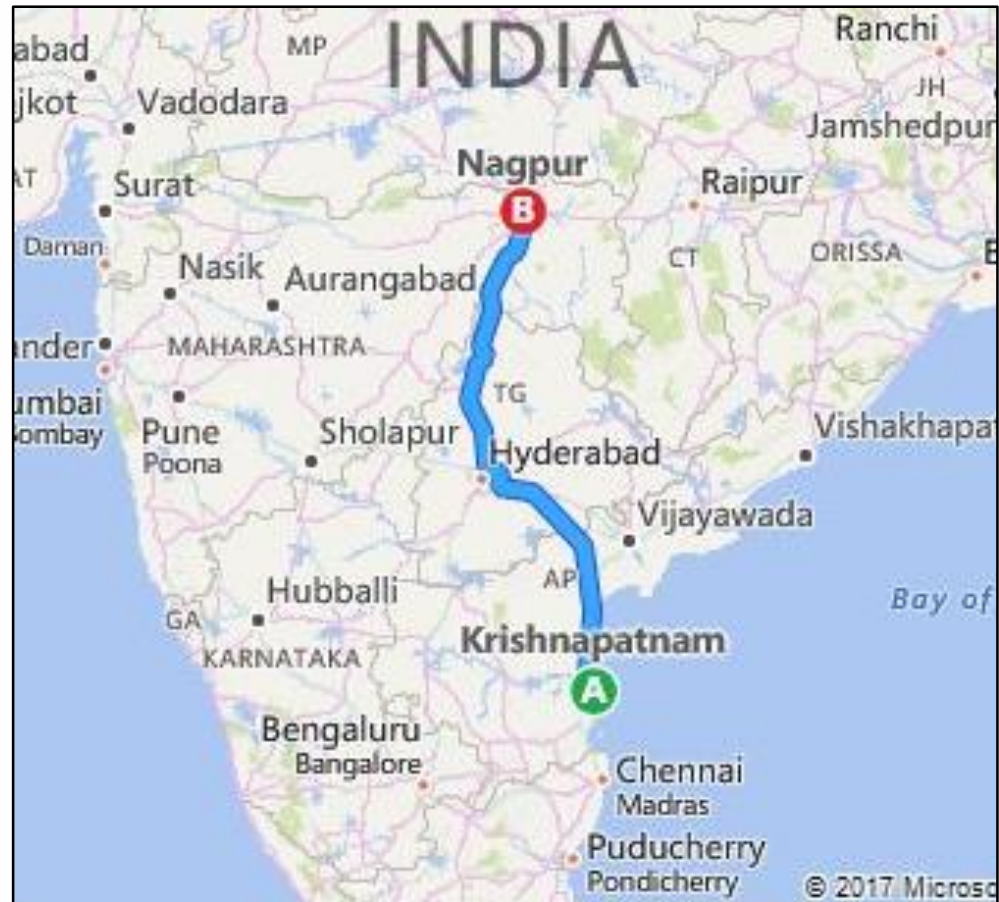 INDIA
MP
Ranchi
abad
JH
jkot
Vadodara
Jamshedpur
Nagpur
B
AT
Surat
Raipur
Daman
CT
ORISSA
B
Nasik
Aurangabad
ander
MAHARASHTRA
umbai
Bombay
TG
Pune
Poona
Sholapur
Hyderabad
Vishakhapat
Vijayawada
AP
Hubballi
Bay of
GA
KARNATAKA
Krishnapatnam
A
Bengaluru
Bangalore
Chennai
Madras
Puducherry
Pondicherry
© 2017 Microso